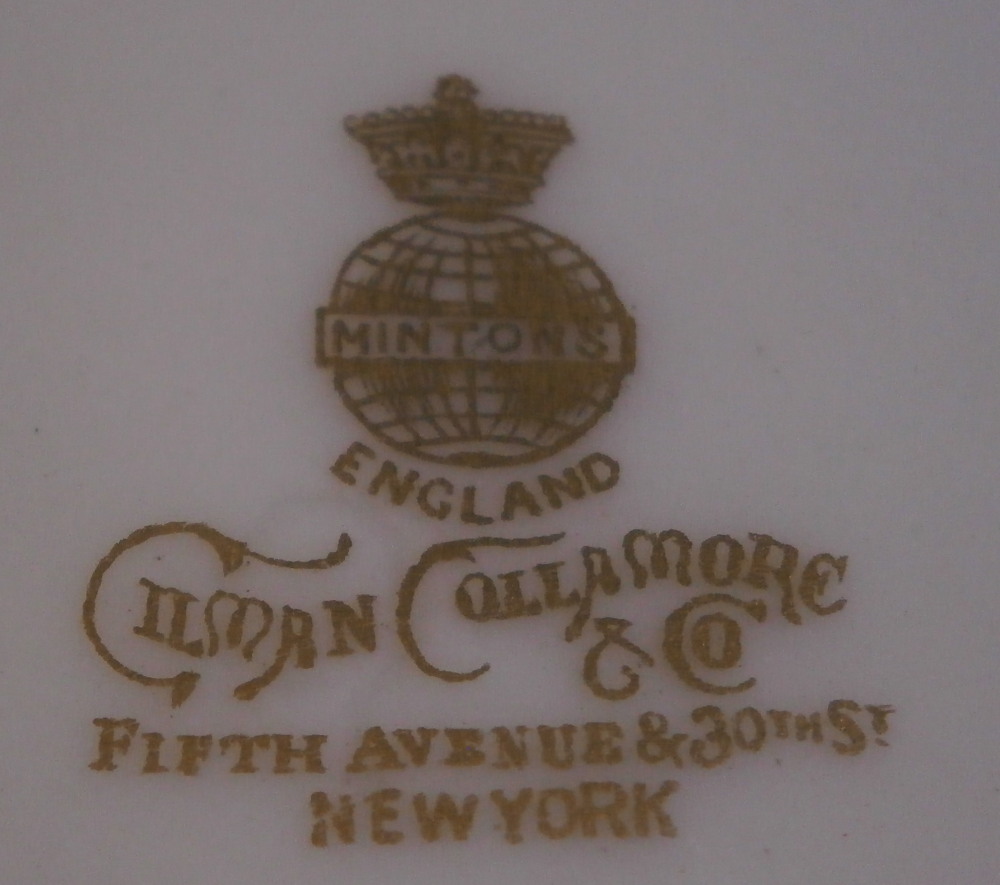 MINTONS
ENGLAND
GILMAN COLLAMORE
& CO
FIFTH AVENUE & 30TH ST
NEW YORK